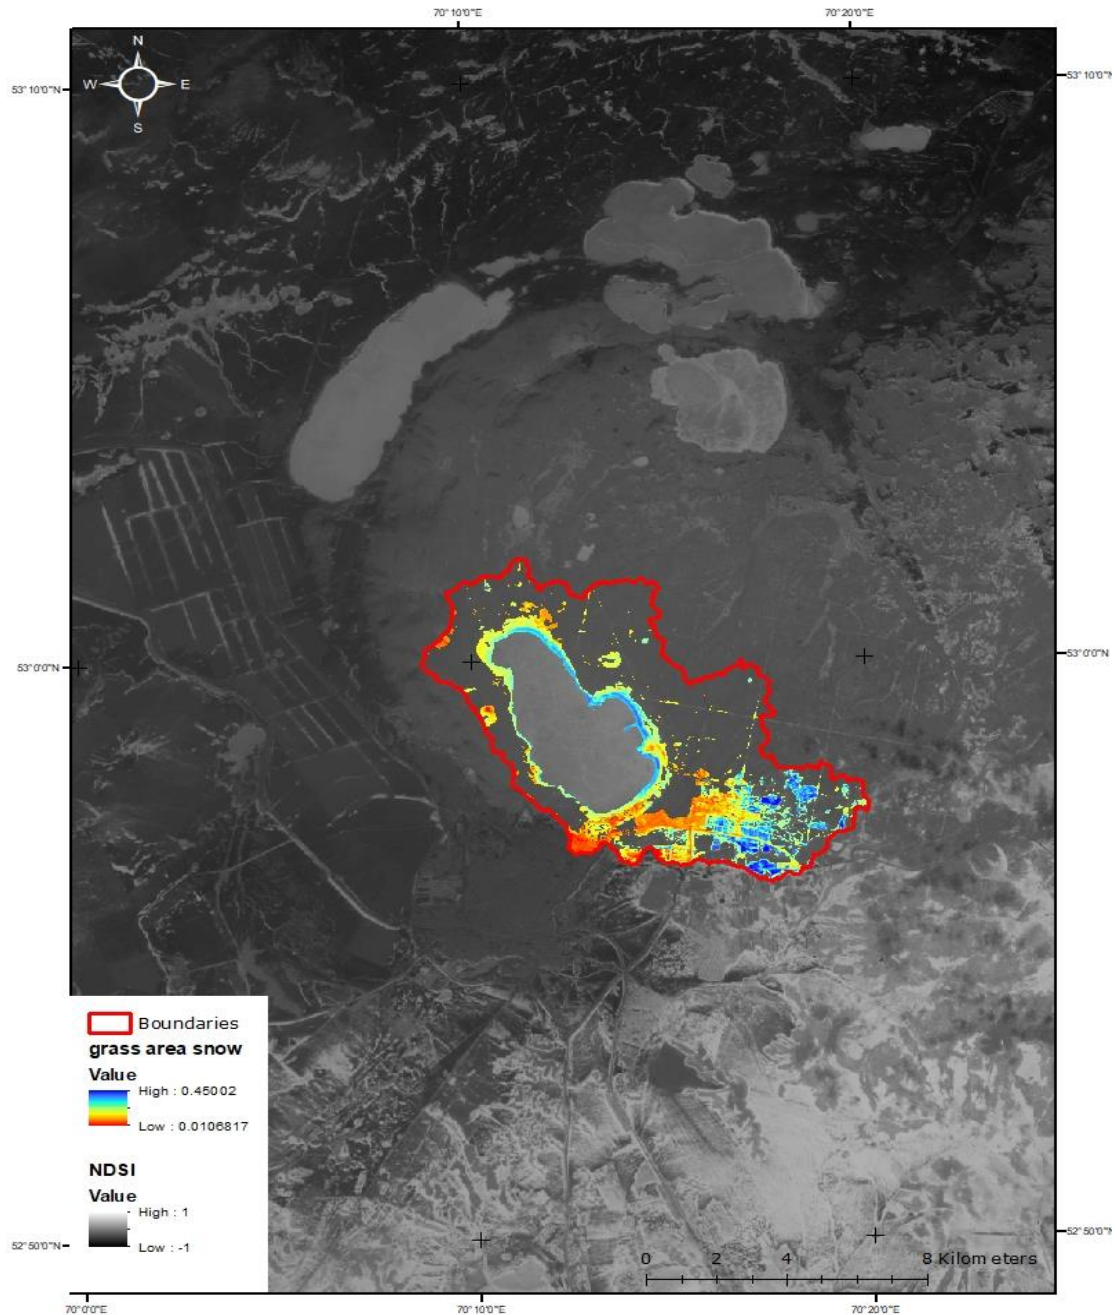 70°10'0"E 70°20'0"E
N
W E
S
53°10'0"N 53°10'0"N
53°0'0"N 53°0'0"N
Boundaries
grass area snow
Value
High : 0.45002
Low : 0.0106817
NDSI
Value
High : 1
Low : -1
52°50'0"N 52°50'0"N
0 2 4 8 Kilometers
70°0'0"E 70°10'0"E 70°20'0"E